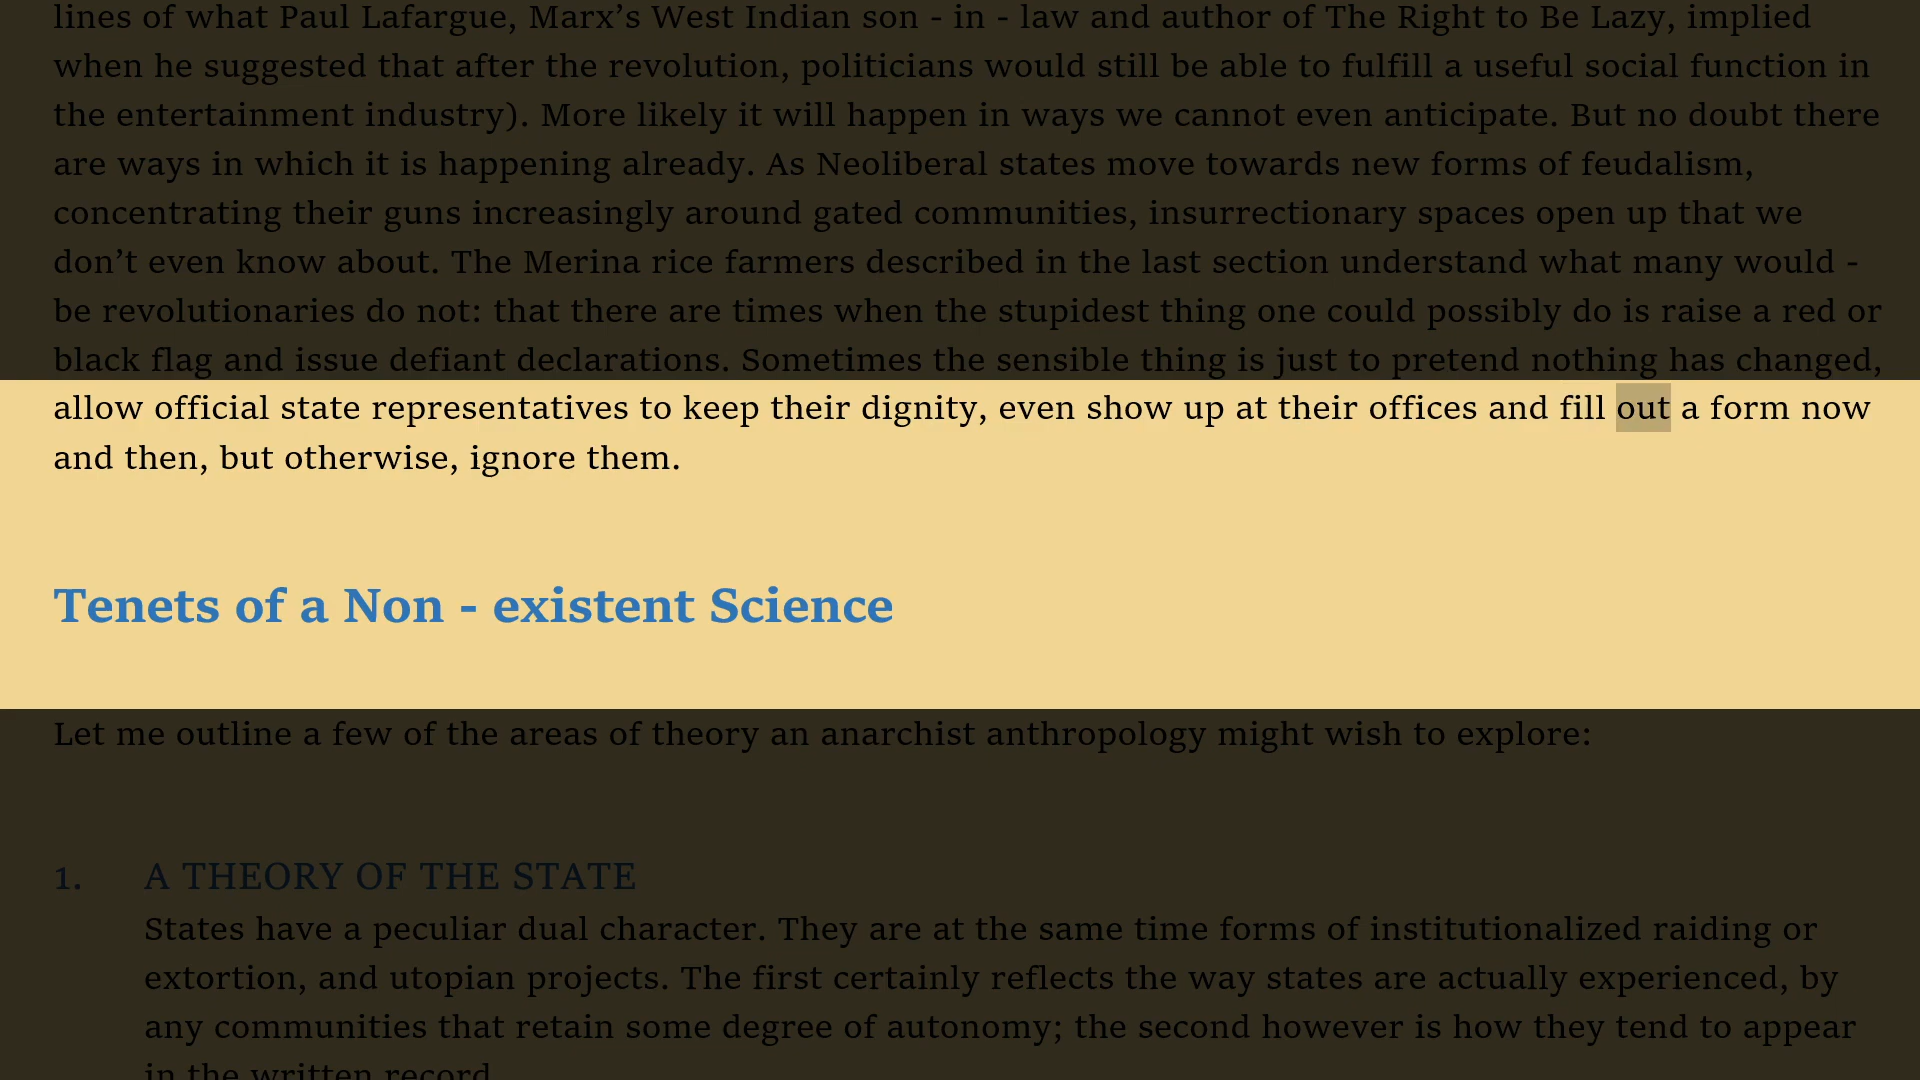 lines of what Paul Lafargue, Marx’s West Indian son - in - law and author of The Right to Be Lazy, implied
when he suggested that after the revolution, politicians would still be able to fulfill a useful social function in
the entertainment industry). More likely it will happen in ways we cannot even anticipate. But no doubt there
are ways in which it is happening already. As Neoliberal states move towards new forms of feudalism,
concentrating their guns increasingly around gated communities, insurrectionary spaces open up that we
don’t even know about. The Merina rice farmers described in the last section understand what many would -
be revolutionaries do not: that there are times when the stupidest thing one could possibly do is raise a red or
black flag and issue defiant declarations. Sometimes the sensible thing is just to pretend nothing has changed,
allow official state representatives to keep their dignity, even show up at their offices and fill out a form now
and then, but otherwise, ignore them.
Tenets of a Non - existent Science
Let me outline a few of the areas of theory an anarchist anthropology might wish to explore:
1. A THEORY OF THE STATE
States have a peculiar dual character. They are at the same time forms of institutionalized raiding or
extortion, and utopian projects. The first certainly reflects the way states are actually experienced, by
any communities that retain some degree of autonomy; the second however is how they tend to appear
in the written record.